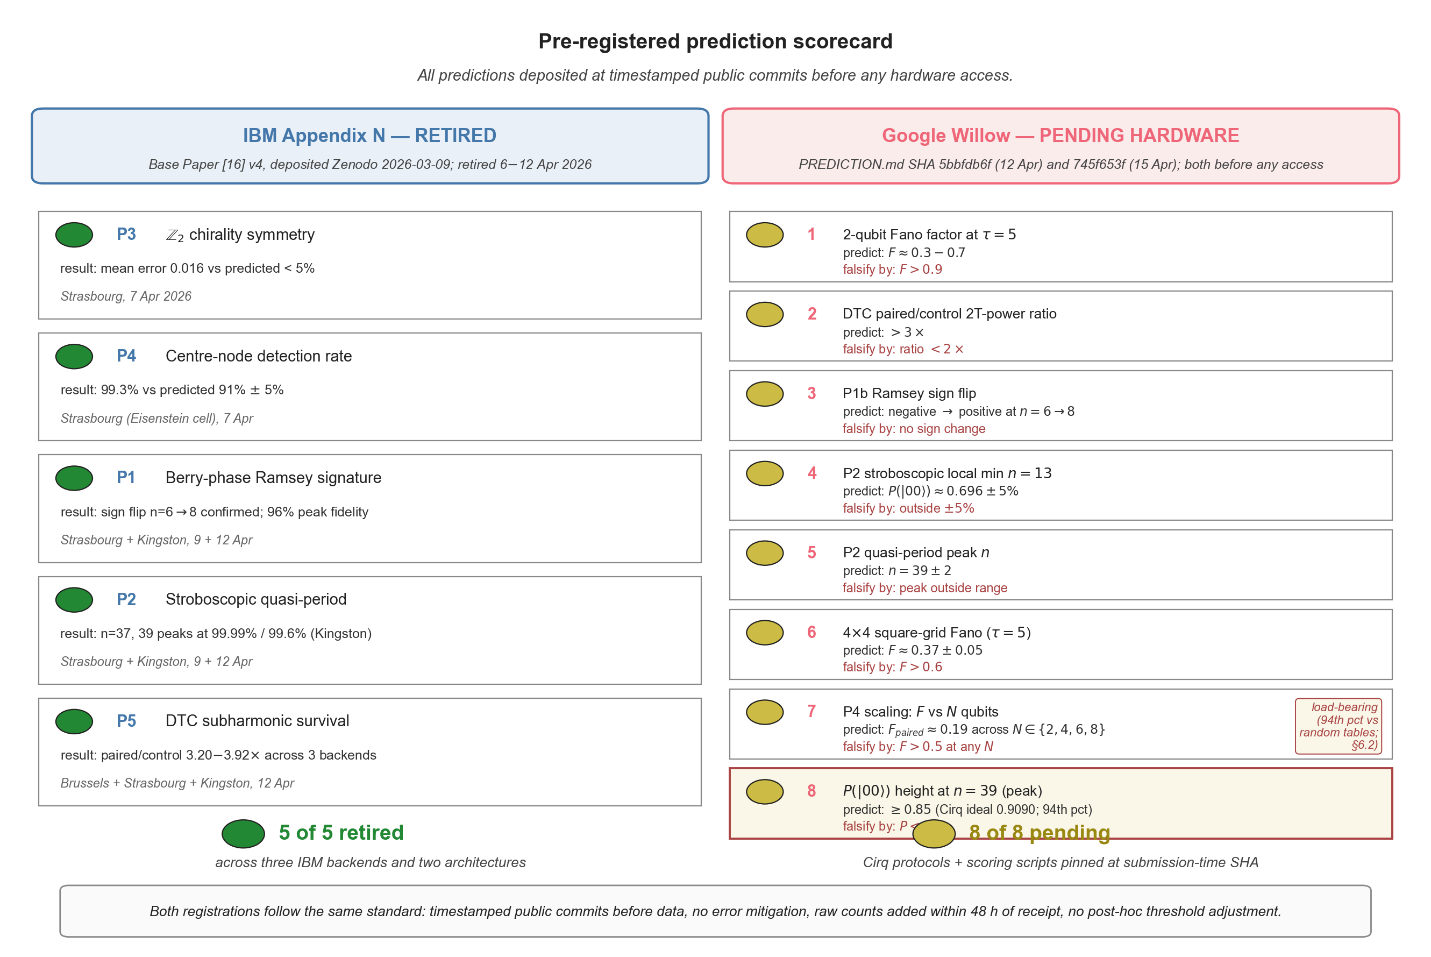 Pre-registered prediction scorecard
All predictions deposited at timestamped public commits before any hardware access.
IBM Appendix N — RETIRED
Base Paper [16] v4, deposited Zenodo 2026-03-09; retired 6−12 Apr 2026
P3 ℤ₂ chirality symmetry
result: mean error 0.016 vs predicted < 5%
Strasbourg, 7 Apr 2026
P4 Centre-node detection rate
result: 99.3% vs predicted 91% ± 5%
Strasbourg (Eisenstein cell), 7 Apr
P1 Berry-phase Ramsey signature
result: sign flip n=6→8 confirmed; 96% peak fidelity
Strasbourg + Kingston, 9 + 12 Apr
P2 Stroboscopic quasi-period
result: n=37, 39 peaks at 99.99% / 99.6% (Kingston)
Strasbourg + Kingston, 9 + 12 Apr
P5 DTC subharmonic survival
result: paired/control 3.20−3.92× across 3 backends
Brussels + Strasbourg + Kingston, 12 Apr
5 of 5 retired
across three IBM backends and two architectures
Google Willow — PENDING HARDWARE
PREDICTION.md SHA 5bbfdb6f (12 Apr) and 745f653f (15 Apr); both before any access
1 2-qubit Fano factor at τ = 5
predict: F ≈ 0.3 − 0.7
falsify by: F > 0.9
2 DTC paired/control 2T-power ratio
predict: > 3 ×
falsify by: ratio < 2 ×
3 P1b Ramsey sign flip
predict: negative → positive at n = 6 → 8
falsify by: no sign change
4 P2 stroboscopic local min n = 13
predict: P(|00⟩) ≈ 0.696 ± 5%
falsify by: outside ±5%
5 P2 quasi-period peak n
predict: n = 39 ± 2
falsify by: peak outside range
6 4×4 square-grid Fano (τ = 5)
predict: F ≈ 0.37 ± 0.05
falsify by: F > 0.6
7 P4 scaling: F vs N qubits
predict: F_paired ≈ 0.19 across N ∈ {2, 4, 6, 8}
falsify by: F > 0.5 at any N
load-bearing
(94th pct vs
random tables;
§6.2)
8 P(|00⟩) height at n = 39 (peak)
predict: ≥ 0.85 (Cirq ideal 0.9090; 94th pct)
falsify by: P <
8 of 8 pending
Cirq protocols + scoring scripts pinned at submission-time SHA
Both registrations follow the same standard: timestamped public commits before data, no error mitigation, raw counts added within 48 h of receipt, no post-hoc threshold adjustment.